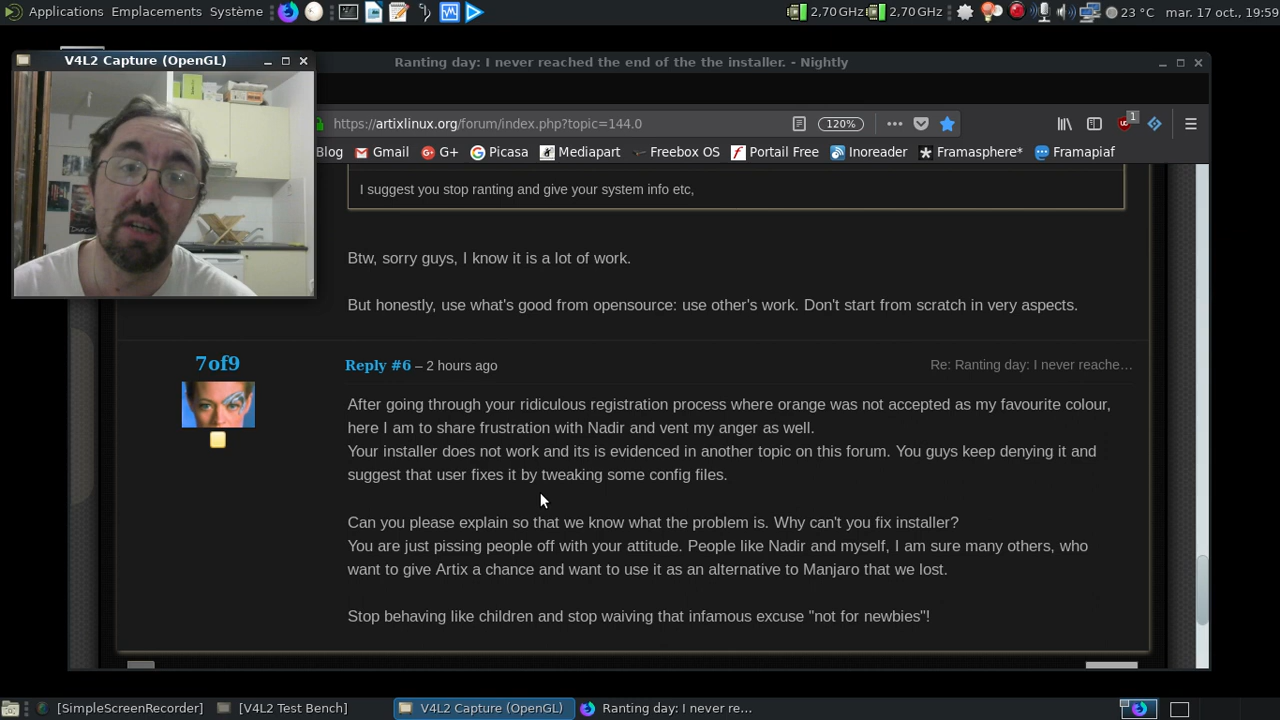 Applications Emplacements Système 2,70 GHz 2,70 GHz 23 °C mar. 17 oct., 19:59
V4L2 Capture (OpenGL)
Ranting day: I never reached the end of the the installer. - Nightly
https://artixlinux.org/forum/index.php?topic=144.0 120% 1
Blog Gmail G+ Picasa Mediapart Freebox OS Portail Free Inoreader Framasphere* Framapiaf
I suggest you stop ranting and give your system info etc,
Btw, sorry guys, I know it is a lot of work.
But honestly, use what's good from opensource: use other's work. Don't start from scratch in very aspects.
7of9
Reply #6 – 2 hours ago Re: Ranting day: I never reache…
After going through your ridiculous registration process where orange was not accepted as my favourite colour,
here I am to share frustration with Nadir and vent my anger as well.
Your installer does not work and its is evidenced in another topic on this forum. You guys keep denying it and
suggest that user fixes it by tweaking some config files.
Can you please explain so that we know what the problem is. Why can't you fix installer?
You are just pissing people off with your attitude. People like Nadir and myself, I am sure many others, who
want to give Artix a chance and want to use it as an alternative to Manjaro that we lost.
Stop behaving like children and stop waiving that infamous excuse "not for newbies"!
[SimpleScreenRecorder] [V4L2 Test Bench] V4L2 Capture (OpenGL) Ranting day: I never re...